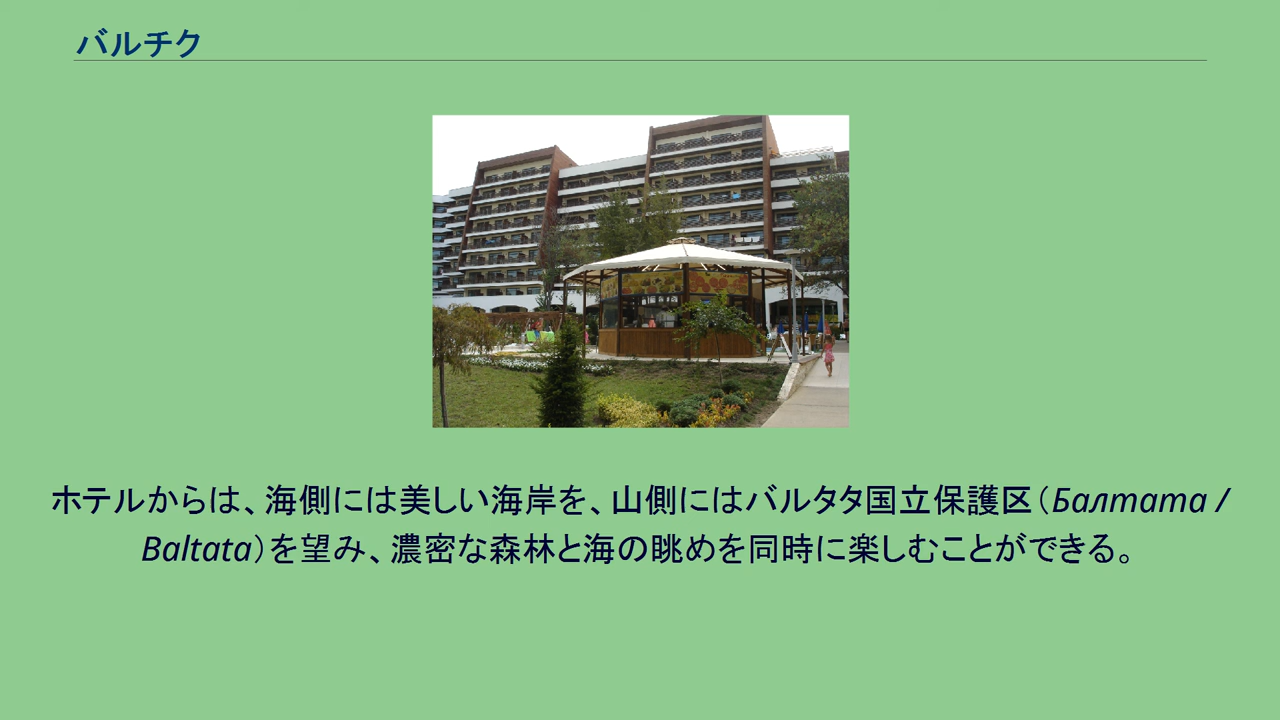 バルチク
ホテルからは、海側には美しい海岸を、山側にはバルタタ国立保護区（Балтата /
Baltata）を望み、濃密な森林と海の眺めを同時に楽しむことができる。